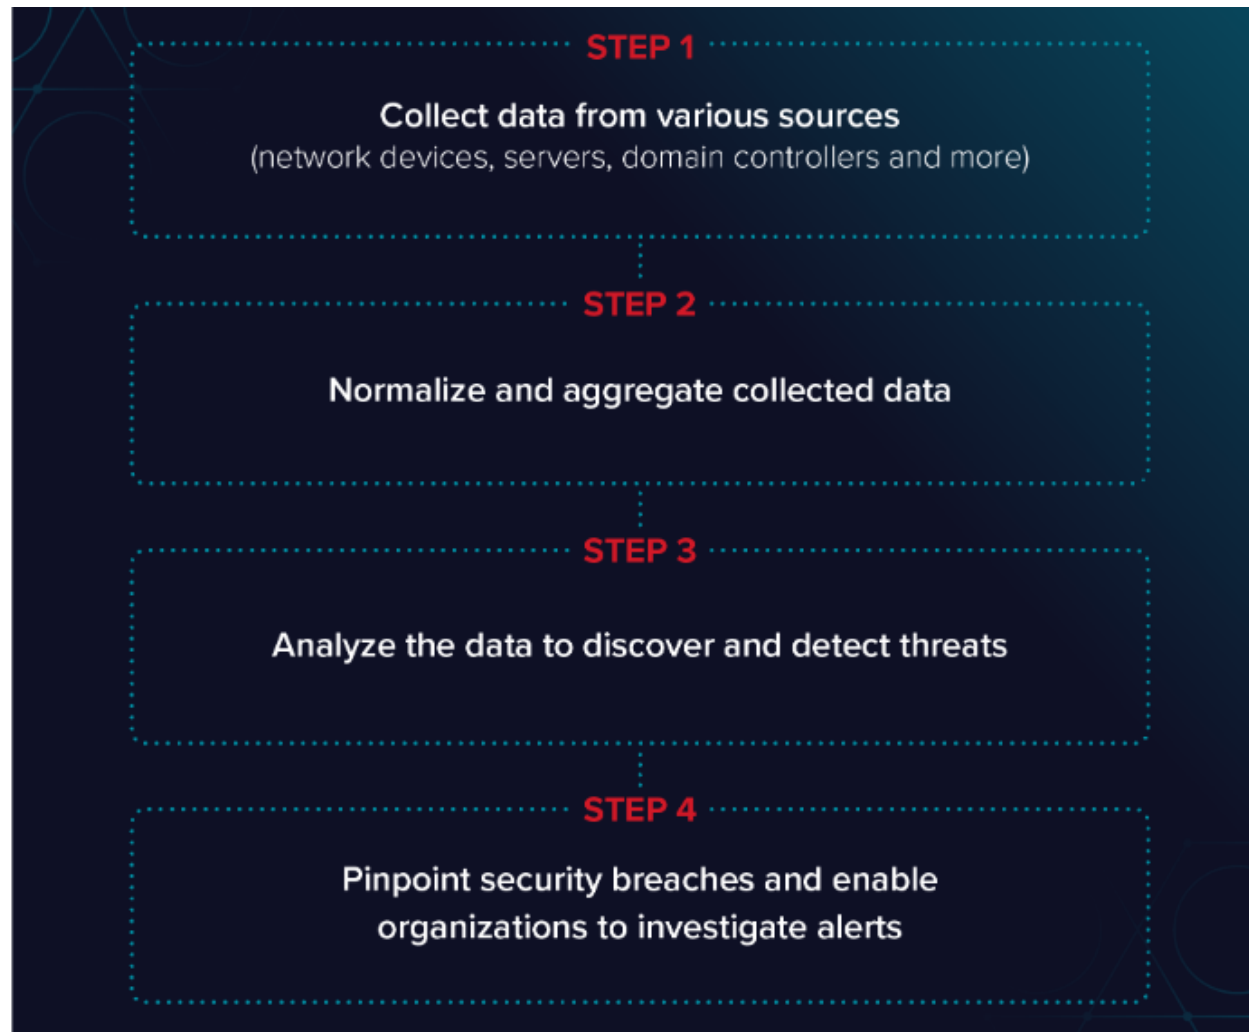 STEP 1
Collect data from various sources
(network devices, servers, domain controllers and more)
STEP 2
Normalize and aggregate collected data
STEP 3
Analyze the data to discover and detect threats
STEP 4
Pinpoint security breaches and enable
organizations to investigate alerts